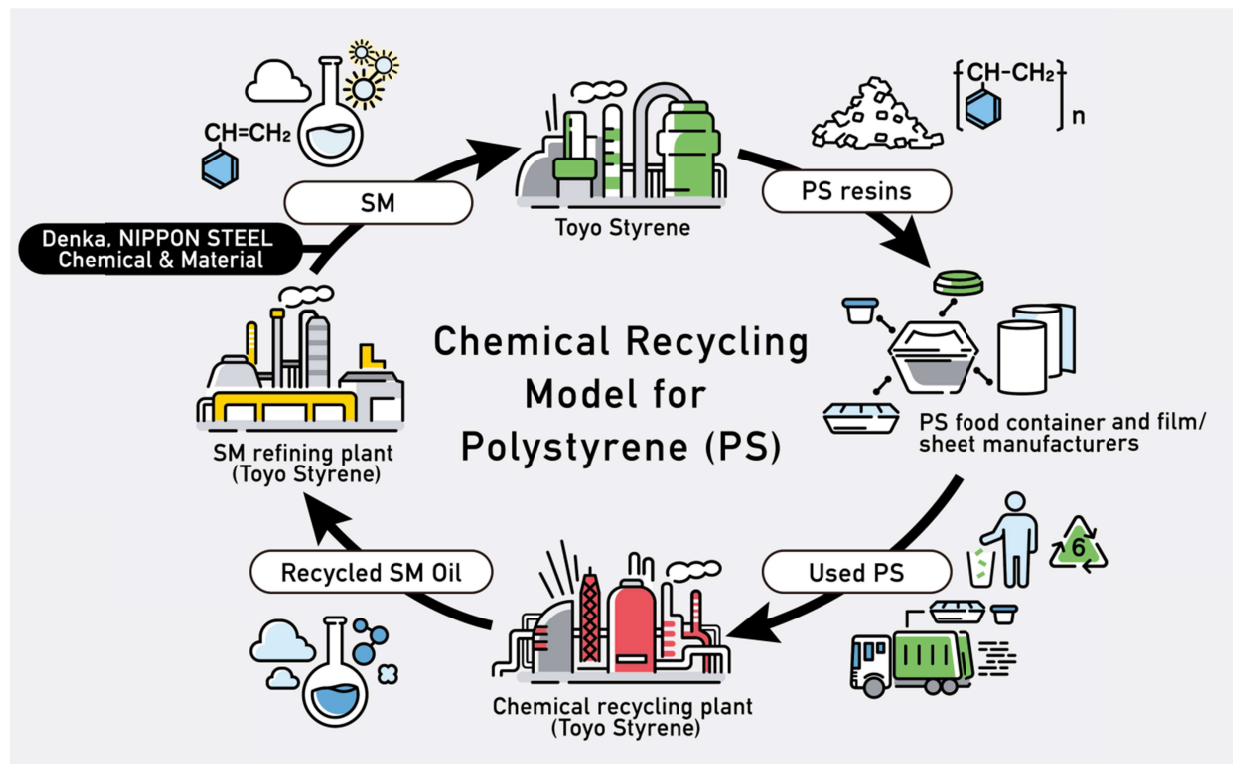 CH=CH₂
SM
Denka, NIPPON STEEL
Chemical & Material
Toyo Styrene
CH-CH₂
n
PS resins
PS food container and film/
sheet manufacturers
Chemical Recycling
Model for
Polystyrene (PS)
SM refining plant
(Toyo Styrene)
Used PS
6
Recycled SM Oil
Chemical recycling plant
(Toyo Styrene)